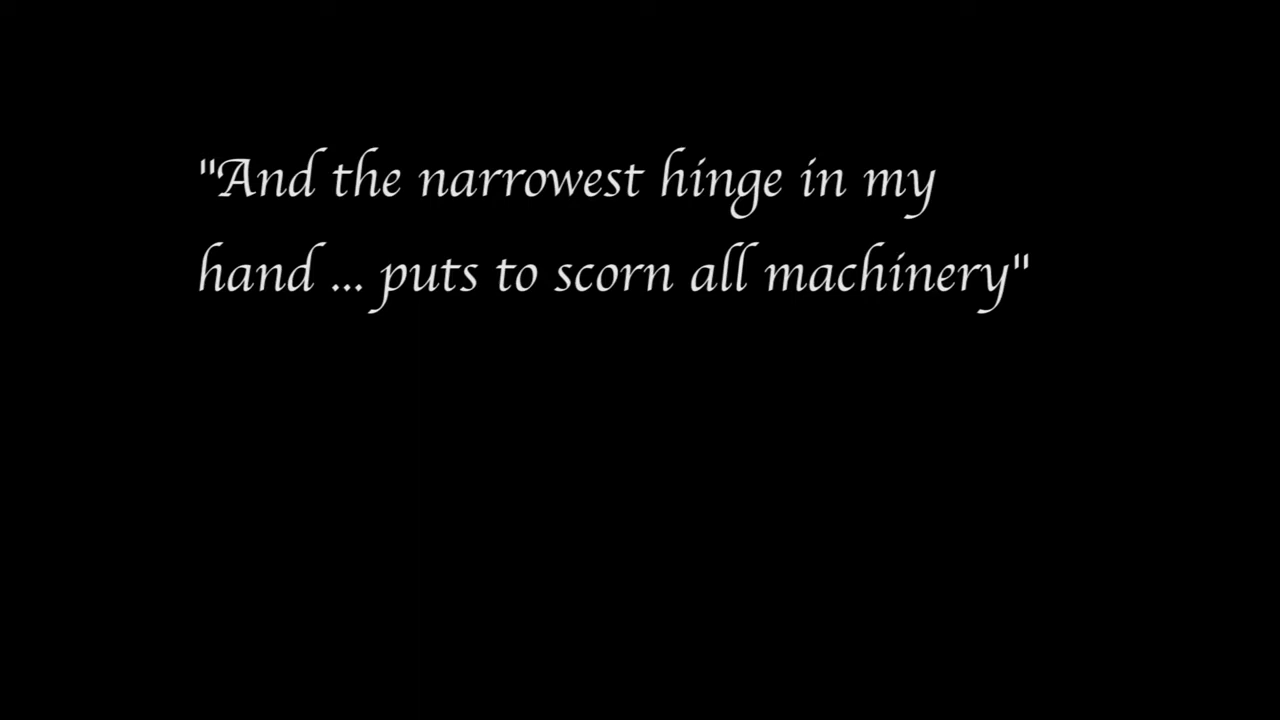 "And the narrowest hinge in my
hand ... puts to scorn all machinery"